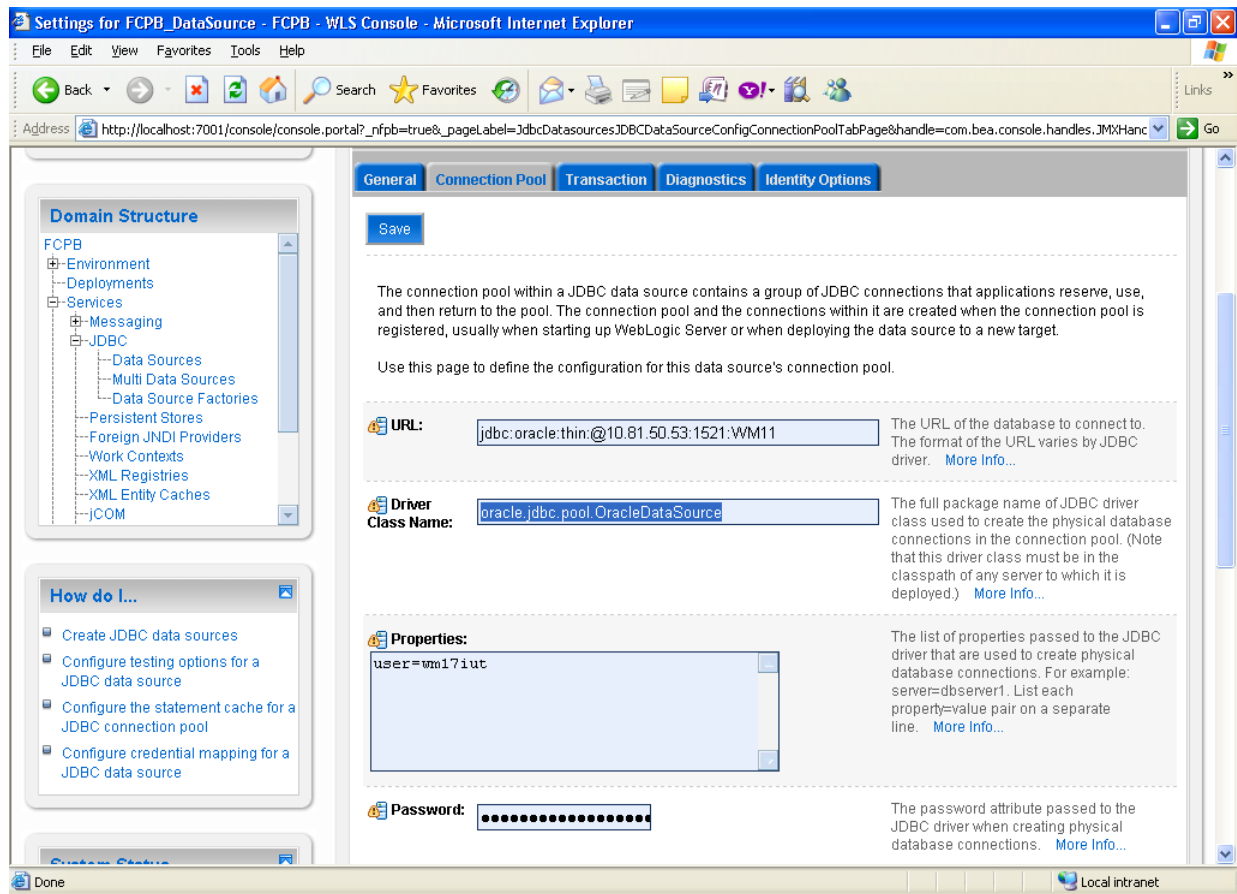 Settings for FCPB_DataSource - FCPB - WLS Console - Microsoft Internet Explorer
File Edit View Favorites Tools Help
Back Search Favorites
Links
Address http://localhost:7001/console/console.portal?_nfpb=true&_pageLabel=JdbcDatasourcesJDBCDataSourceConfigConnectionPoolTabPage&handle=com.bea.console.handles.JMXHanc Go
General Connection Pool Transaction Diagnostics Identity Options
Save
The connection pool within a JDBC data source contains a group of JDBC connections that applications reserve, use,
and then return to the pool. The connection pool and the connections within it are created when the connection pool is
registered, usually when starting up WebLogic Server or when deploying the data source to a new target.
Use this page to define the configuration for this data source's connection pool.
URL:
jdbc:oracle:thin:@10.81.50.53:1521:WM11
The URL of the database to connect to.
The format of the URL varies by JDBC
driver. More Info...
Driver
Class Name:
oracle.jdbc.pool.OracleDataSource
The full package name of JDBC driver
class used to create the physical database
connections in the connection pool. (Note
that this driver class must be in the
classpath of any server to which it is
deployed.) More Info...
Properties:
user=wm17iut
The list of properties passed to the JDBC
driver that are used to create physical
database connections. For example:
server=dbserver1. List each
property=value pair on a separate
line. More Info...
Password:
The password attribute passed to the
JDBC driver when creating physical
database connections. More Info...
Domain Structure
FCPB
Environment
Deployments
Services
Messaging
JDBC
Data Sources
Multi Data Sources
Data Source Factories
Persistent Stores
Foreign JNDI Providers
Work Contexts
XML Registries
XML Entity Caches
jCOM
How do I...
Create JDBC data sources
Configure testing options for a
JDBC data source
Configure the statement cache for a
JDBC connection pool
Configure credential mapping for a
JDBC data source
System Status
Done
Local intranet